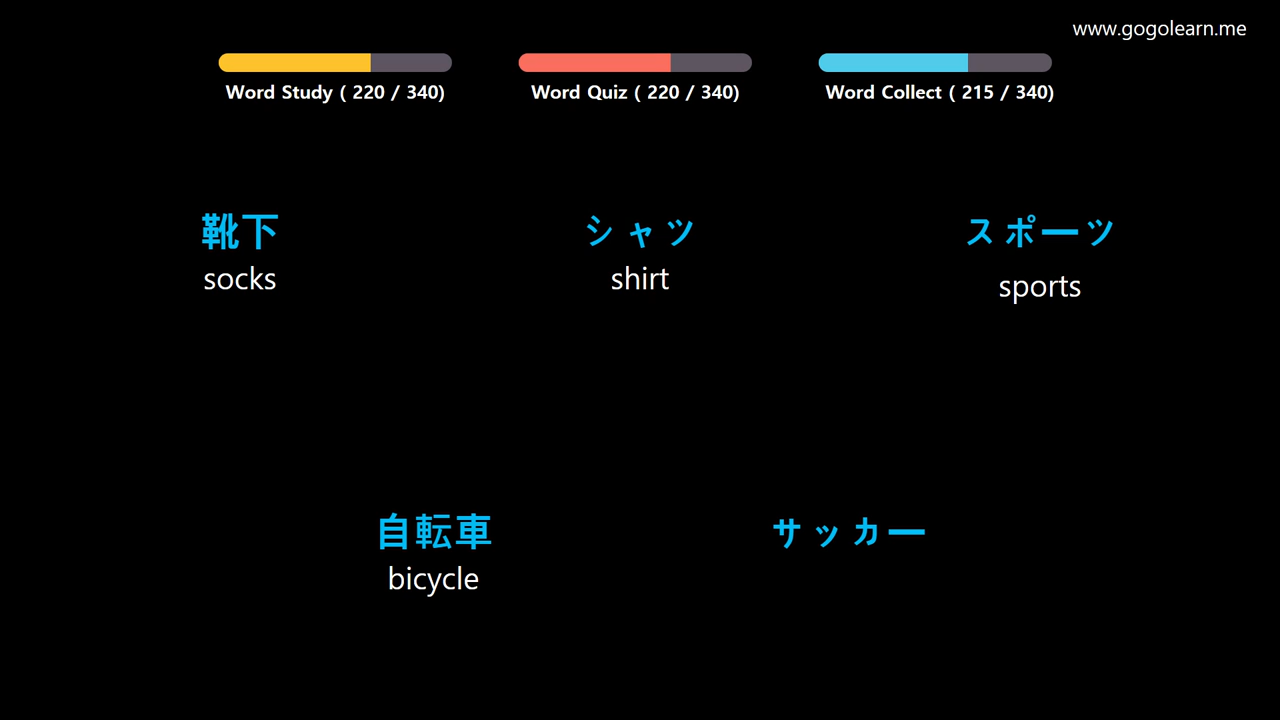 www.gogolearn.me
Word Study ( 220 / 340)
Word Quiz ( 220 / 340)
Word Collect ( 215 / 340)
靴下
socks
シャツ
shirt
スポーツ
sports
自転車
bicycle
サッカー